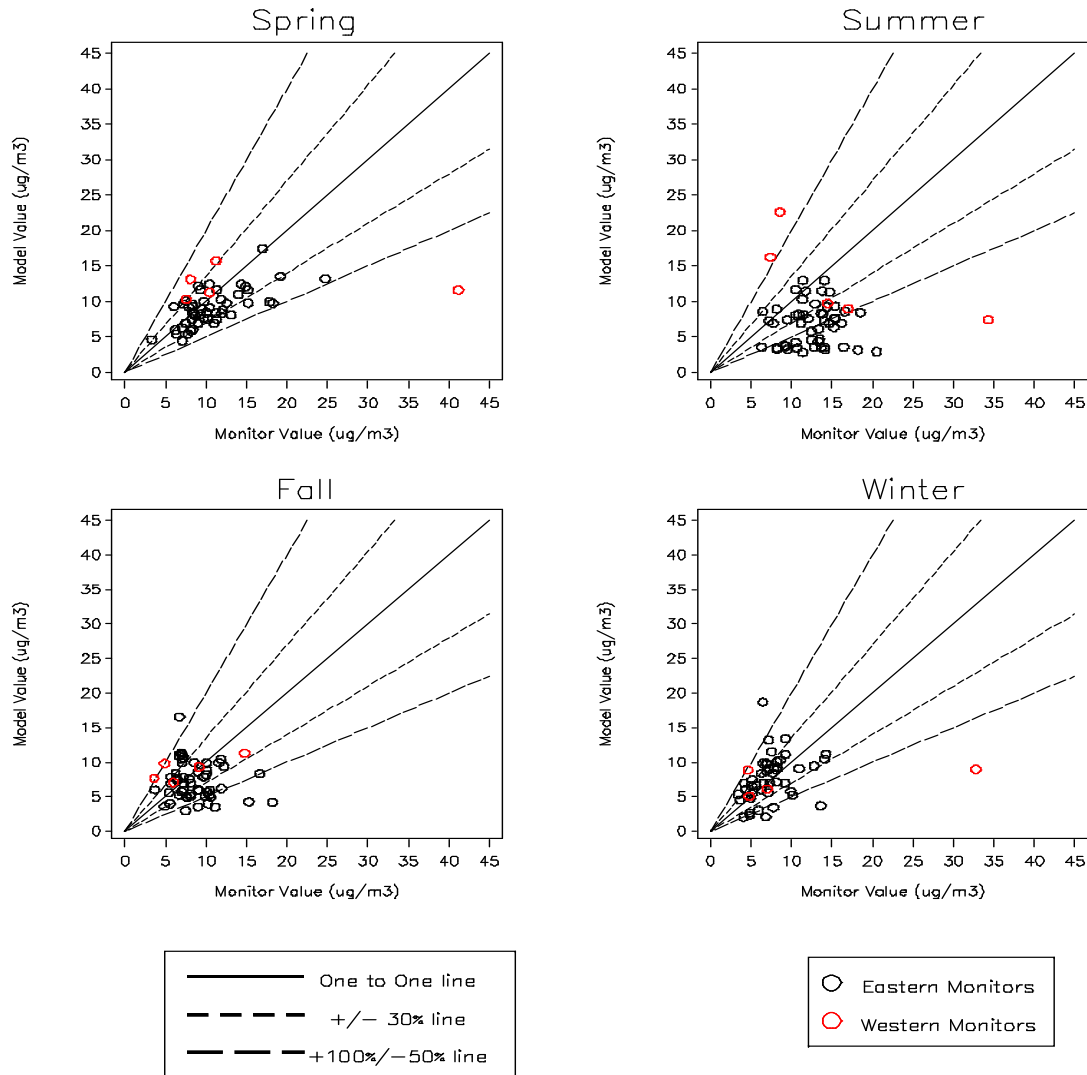 Spring
45
40
35
30
25
20
15
10
5
0
Model Value (ug/m3)
0 5 10 15 20 25 30 35 40 45
Monitor Value (ug/m3)
Summer
45
40
35
30
25
20
15
10
5
0
Model Value (ug/m3)
0 5 10 15 20 25 30 35 40 45
Monitor Value (ug/m3)
Fall
45
40
35
30
25
20
15
10
5
0
Model Value (ug/m3)
0 5 10 15 20 25 30 35 40 45
Monitor Value (ug/m3)
Winter
45
40
35
30
25
20
15
10
5
0
Model Value (ug/m3)
0 5 10 15 20 25 30 35 40 45
Monitor Value (ug/m3)
One to One line
+/- 30% line
+100%/-50% line
Eastern Monitors
Western Monitors